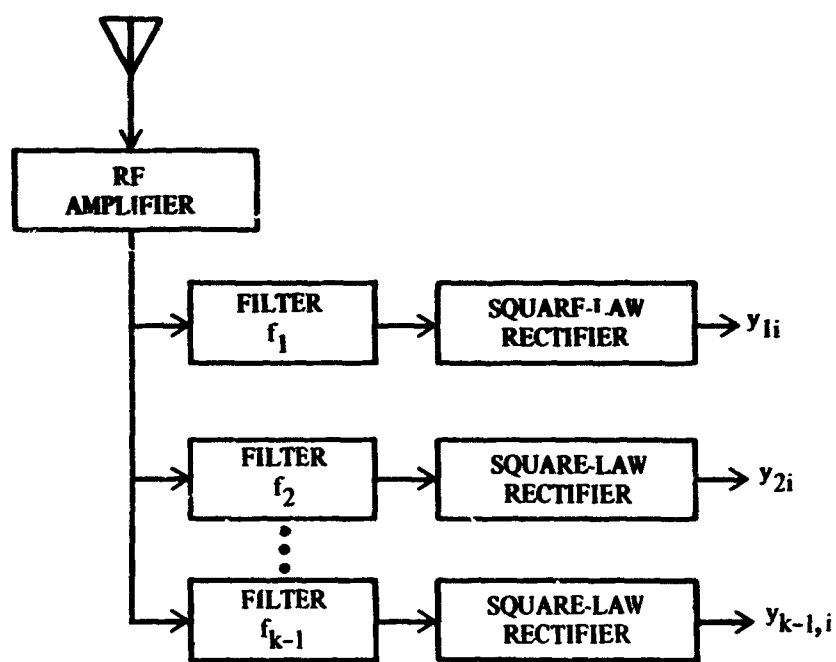 RF
AMPLIFIER
FILTER
f1
SQUARF-LAW
RECTIFIER
y1i
FILTER
f2
SQUARE-LAW
RECTIFIER
y2i
FILTER
fk-1
SQUARE-LAW
RECTIFIER
yk-1, i